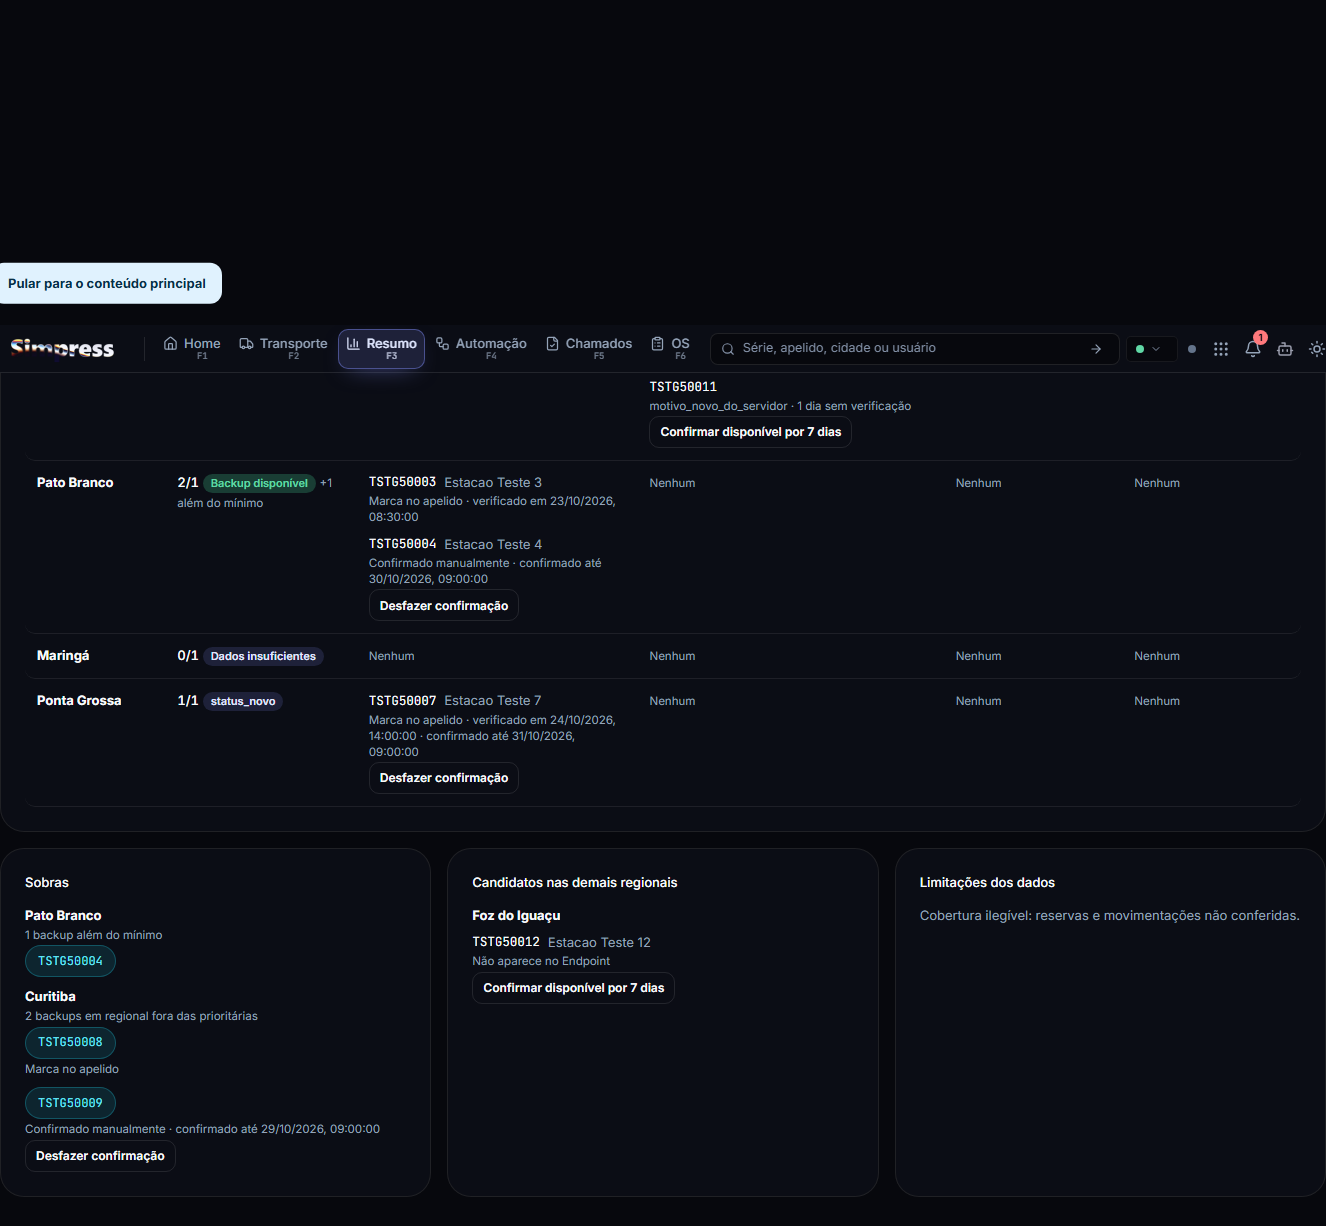 Pular para o conteúdo principal
Simpress
Home
F1
Transporte
F2
Resumo
F3
Automação
F4
Chamados
F5
OS
F6
Série, apelido, cidade ou usuário
1
TSTG50011
motivo_novo_do_servidor · 1 dia sem verificação
Confirmar disponível por 7 dias
Pato Branco
2/1 Backup disponível +1
além do mínimo
TSTG50003 Estacao Teste 3
Marca no apelido · verificado em 23/10/2026,
08:30:00
TSTG50004 Estacao Teste 4
Confirmado manualmente · confirmado até
30/10/2026, 09:00:00
Desfazer confirmação
Nenhum
Nenhum
Nenhum
Maringá
0/1 Dados insuficientes
Nenhum
Nenhum
Nenhum
Nenhum
Ponta Grossa
1/1 status_novo
TSTG50007 Estacao Teste 7
Marca no apelido · verificado em 24/10/2026,
14:00:00 · confirmado até 31/10/2026,
09:00:00
Desfazer confirmação
Nenhum
Nenhum
Nenhum
Sobras
Pato Branco
1 backup além do mínimo
TSTG50004
Curitiba
2 backups em regional fora das prioritárias
TSTG50008
Marca no apelido
TSTG50009
Confirmado manualmente · confirmado até 29/10/2026, 09:00:00
Desfazer confirmação
Candidatos nas demais regionais
Foz do Iguaçu
TSTG50012 Estacao Teste 12
Não aparece no Endpoint
Confirmar disponível por 7 dias
Limitações dos dados
Cobertura ilegível: reservas e movimentações não conferidas.